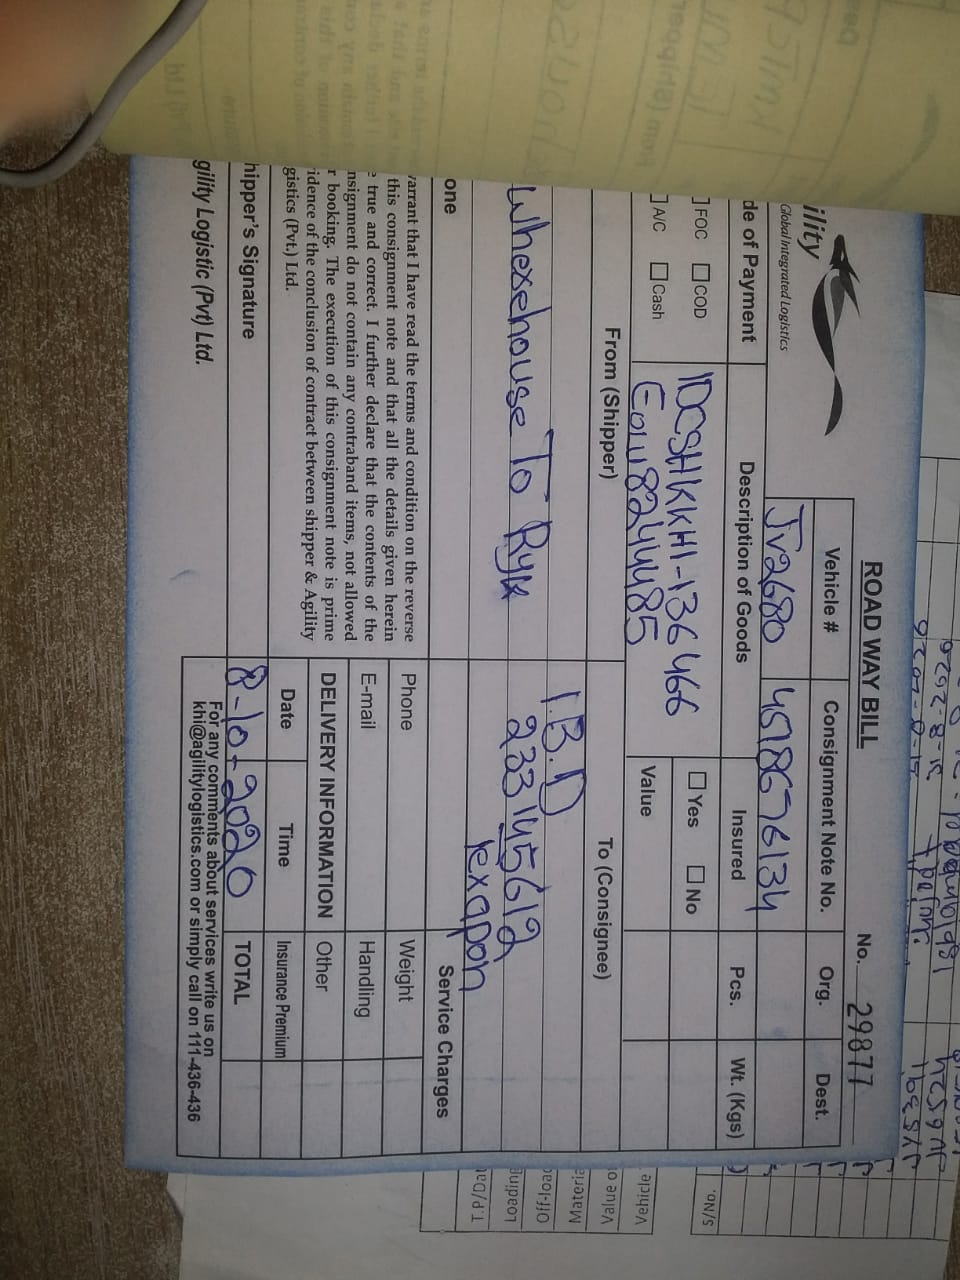 ROAD WAY BILL
No. 29877
ility
Global Integrated Logistics
Vehicle # Consignment Note No. Org. Dest.
JV2680 4518676134
de of Payment Description of Goods Insured Pcs. Wt. (Kgs)
FOC COD Yes No
1DCSHKKHI-136466
A/C Cash Value
8244485
From (Shipper) To (Consignee)
I.B.D
Whexehouse To Ryk 233145612
Texapon
one Service Charges
varrant that I have read the terms and condition on the reverse
this consignment note and that all the details given herein
e true and correct. I further declare that the contents of the
nsignment do not contain any contraband items, not allowed
r booking. The execution of this consignment note is prime
idence of the conclusion of contract between shipper & Agility
gistics (Pvt.) Ltd.
Phone Weight
E-mail Handling
DELIVERY INFORMATION Other
Date Time Insurance Premium
hipper's Signature 8-10-2020 TOTAL
gility Logistic (Pvt) Ltd.
For any comments about services write us on
khi@agilitylogistics.com or simply call on 111-436-436
S/No.
Vehicle
Value o
Materia
Off-load
Loading
T.P/Dat